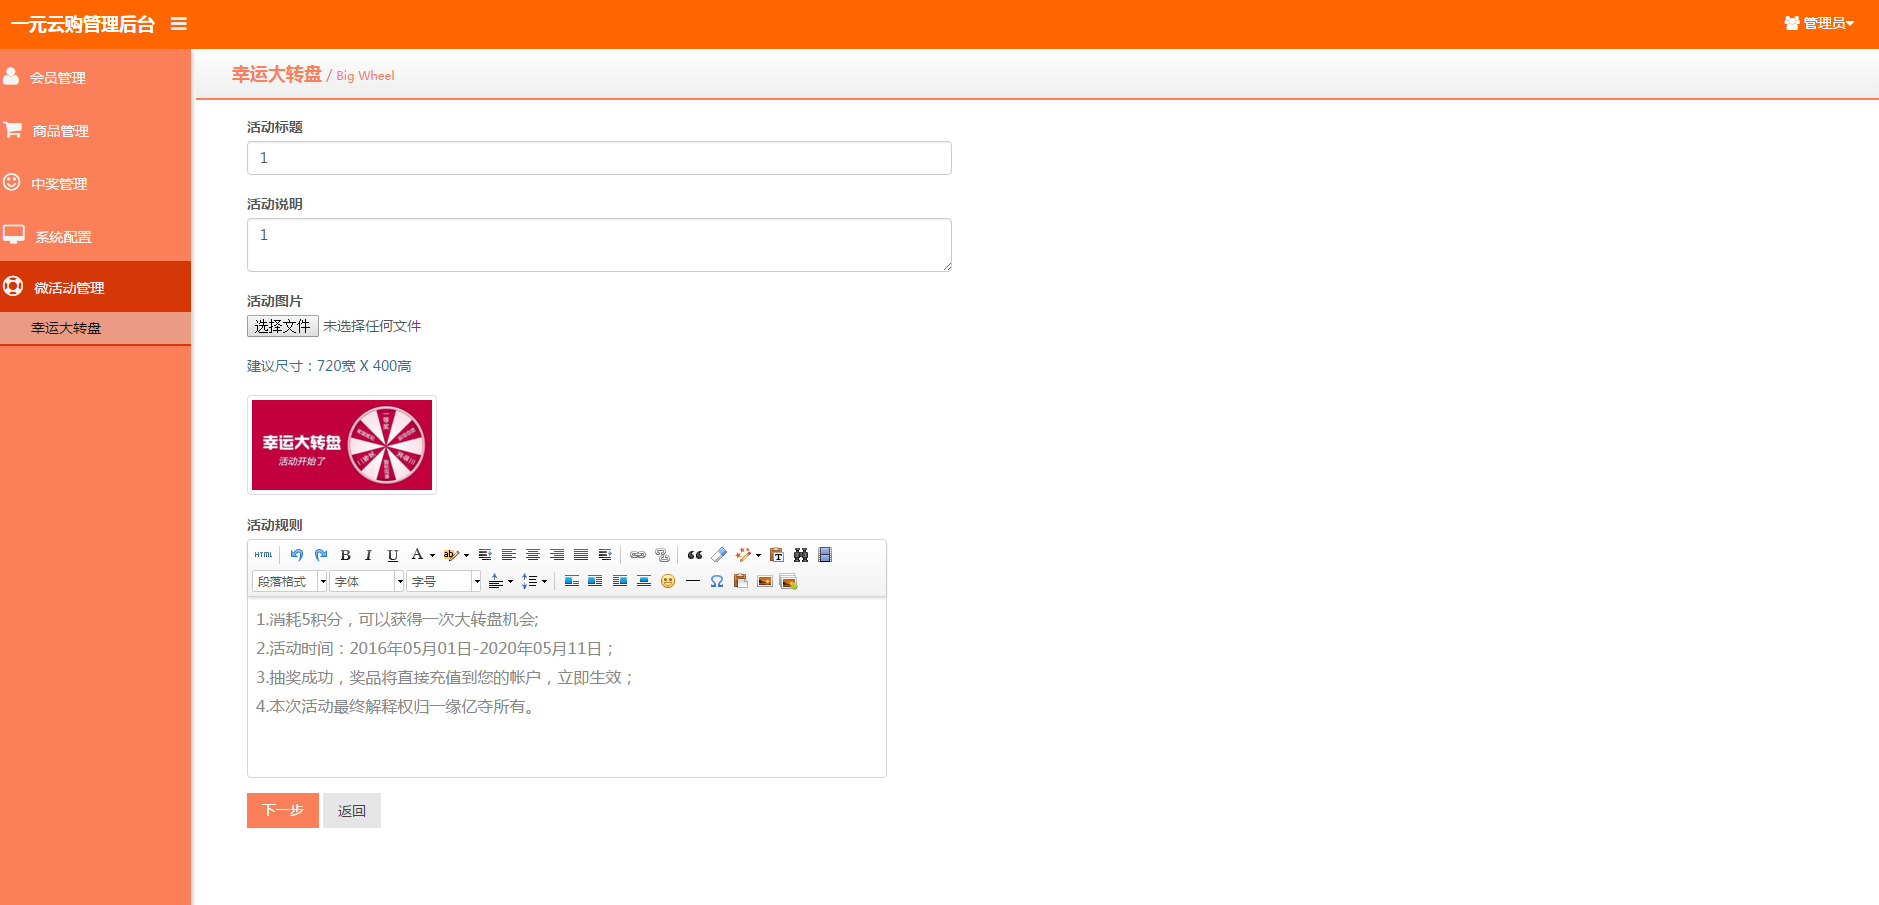 一元云购管理后台
管理员
会员管理
商品管理
中奖管理
系统配置
微活动管理
幸运大转盘
幸运大转盘 / Big Wheel
活动标题
1
活动说明
1
活动图片
选择文件 未选择任何文件
建议尺寸：720宽 X 400高
幸运大转盘
活动开始了
一等奖
活动规则
HTML B I U A ab
段落格式 字体 字号
1.消耗5积分，可以获得一次大转盘机会;
2.活动时间：2016年05月01日-2020年05月11日；
3.抽奖成功，奖品将直接充值到您的帐户，立即生效；
4.本次活动最终解释权归一缘亿夺所有。
下一步 返回